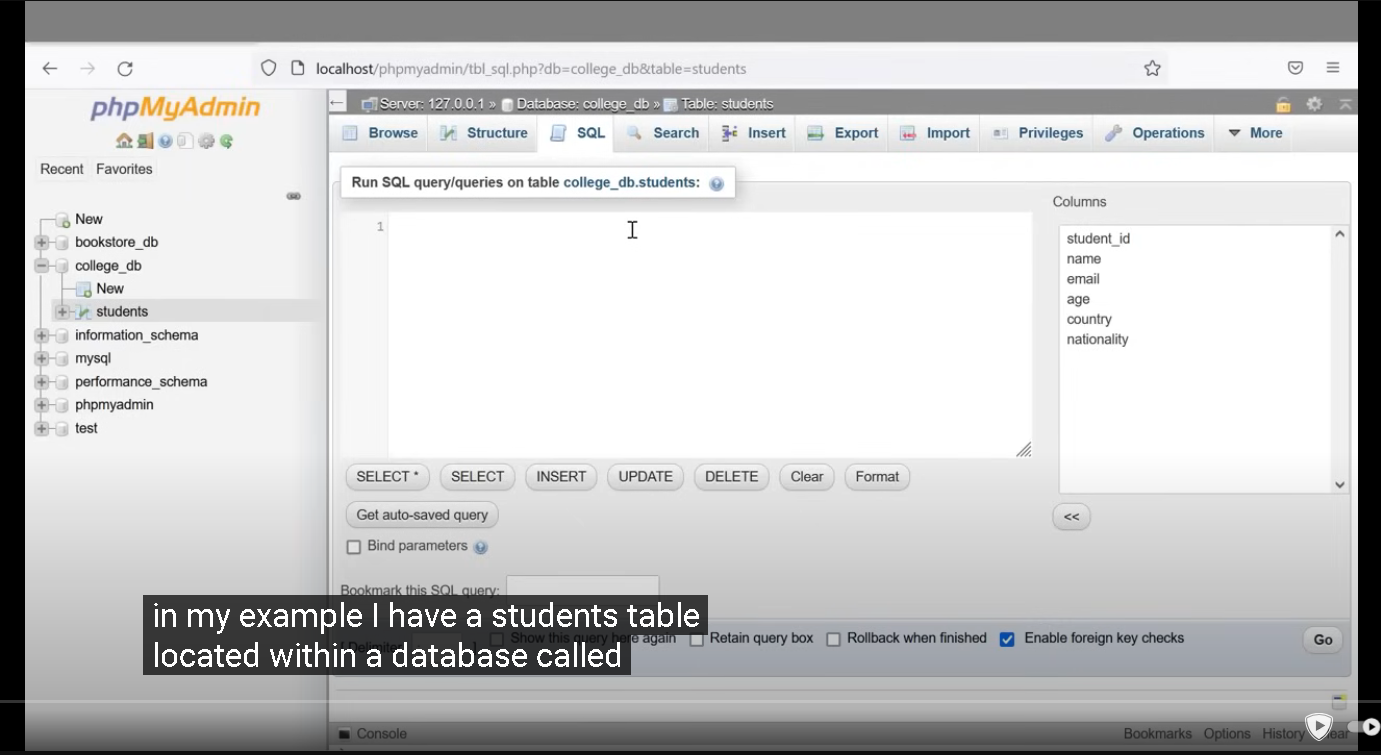 localhost/phpmyadmin/tbl_sql.php?db=college_db&table=students
phpMyAdmin
Recent Favorites
New
bookstore_db
college_db
New
students
information_schema
mysql
performance_schema
phpmyadmin
test
Server: 127.0.0.1 » Database: college_db » Table: students
Browse Structure SQL Search Insert Export Import Privileges Operations More
Run SQL query/queries on table college_db.students:
1
Columns
student_id
name
email
age
country
nationality
SELECT * SELECT INSERT UPDATE DELETE Clear Format
<<
Get auto-saved query
Bind parameters
Bookmark this SQL query:
in my example I have a students table
located within a database called
Show this query here again Retain query box Rollback when finished Enable foreign key checks Go
Console Bookmarks Options History